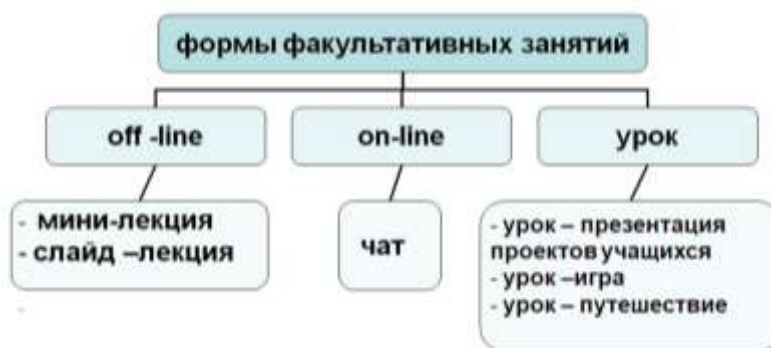 формы факультативных занятий
off -line
on-line
урок
- мини-лекция
- слайд –лекция
-
чат
- урок – презентация
проектов учащихся
- урок –игра
- урок – путешествие